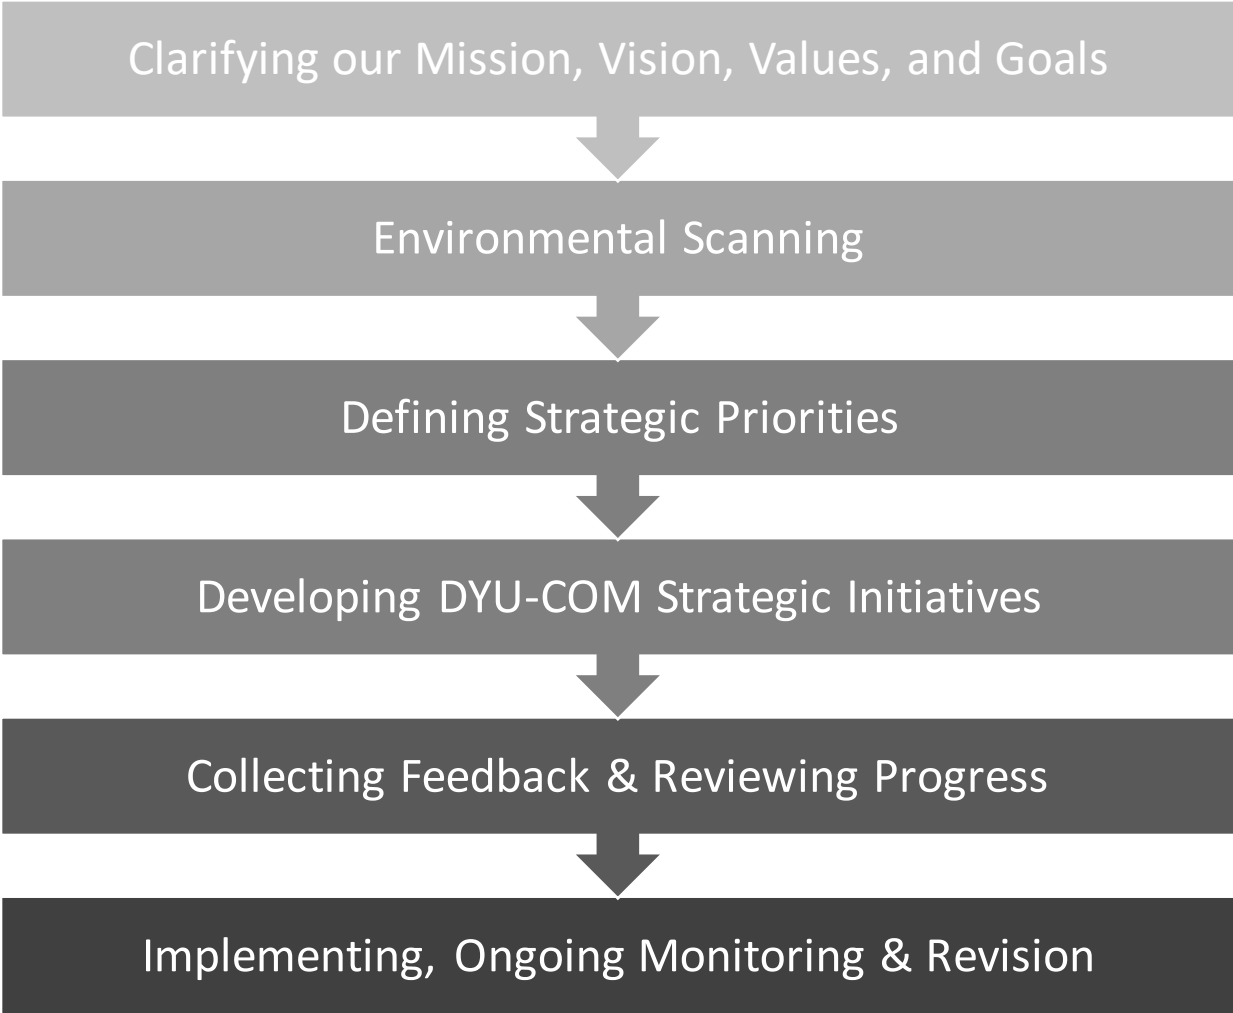 Clarifying our Mission, Vision, Values, and Goals
Environmental Scanning
Defining Strategic Priorities
Developing DYU-COM Strategic Initiatives
Collecting Feedback & Reviewing Progress
Implementing, Ongoing Monitoring & Revision